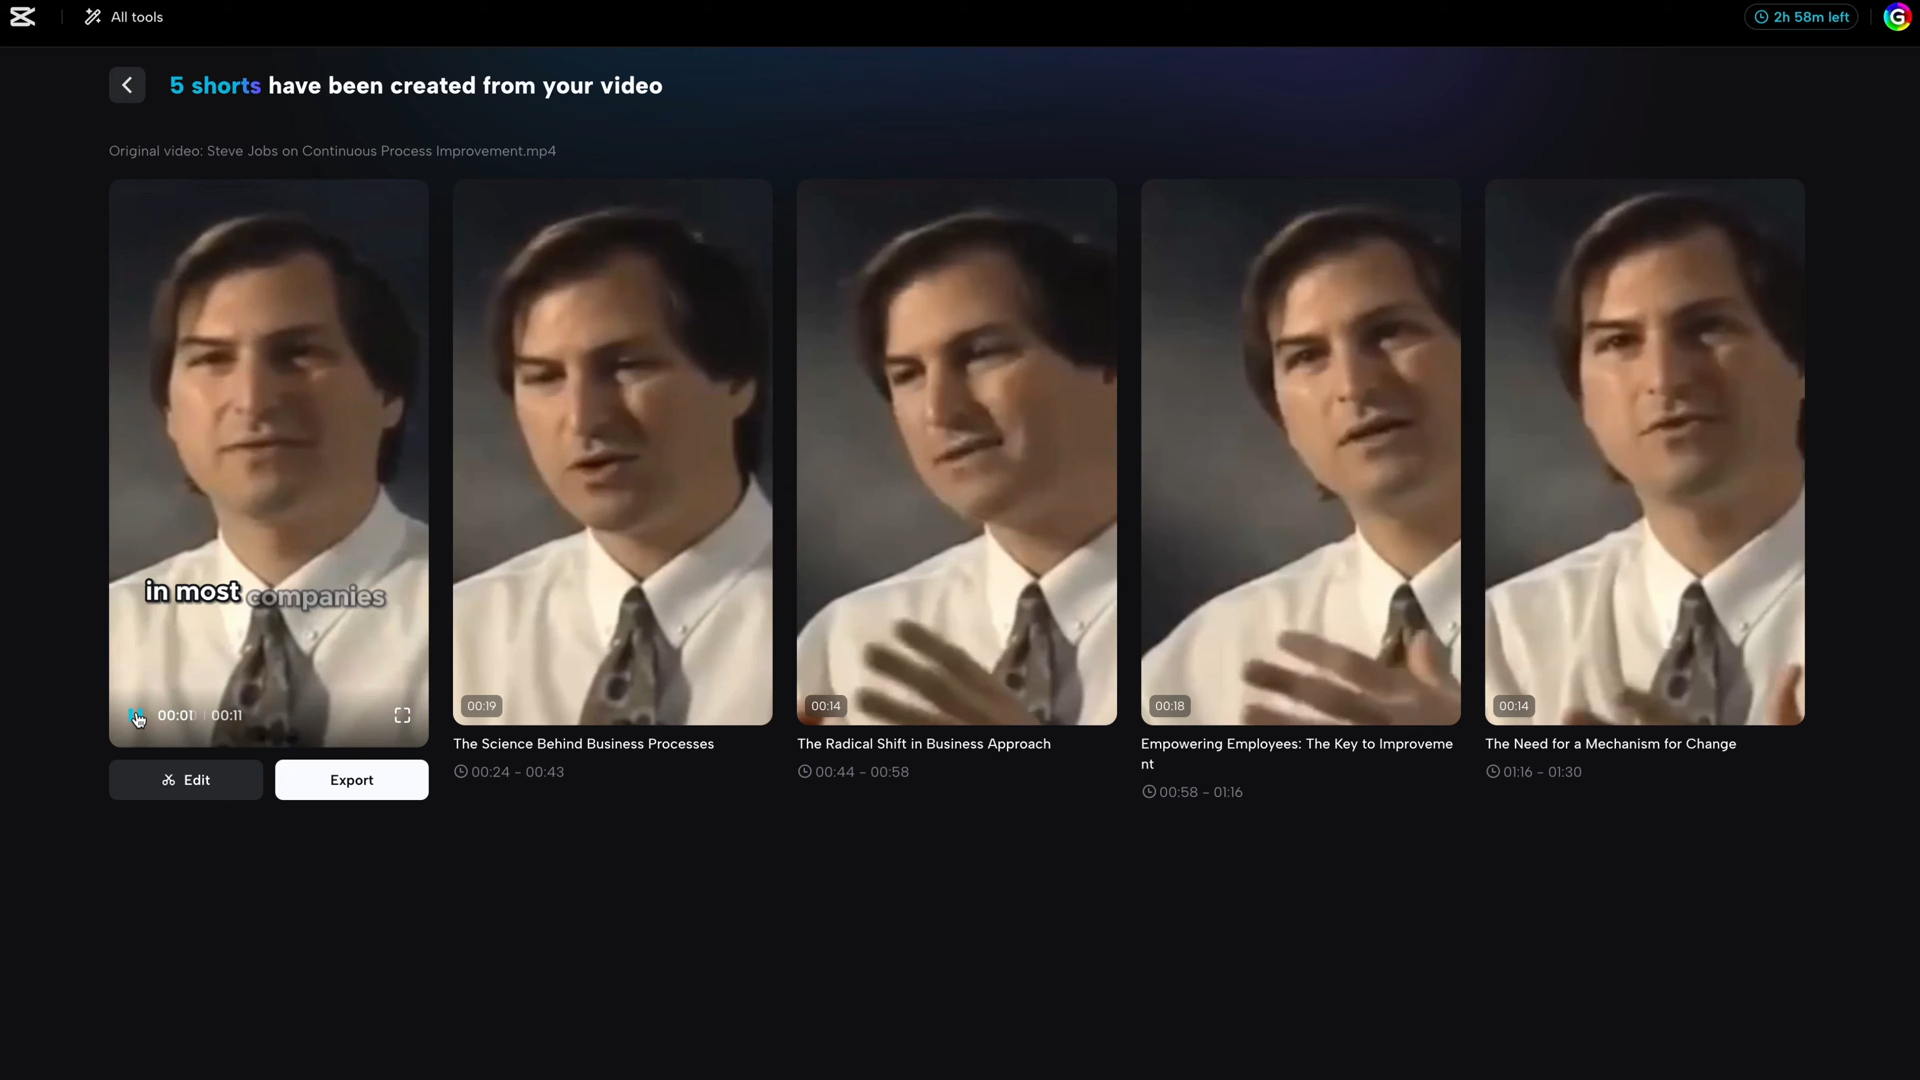 All tools
2h 58m left
5 shorts have been created from your video
Original video: Steve Jobs on Continuous Process Improvement.mp4
in most companies
00:01 | 00:11
00:19
00:14
00:18
00:14
Edit
Export
The Science Behind Business Processes
00:24 - 00:43
The Radical Shift in Business Approach
00:44 - 00:58
Empowering Employees: The Key to Improveme
nt
00:58 - 01:16
The Need for a Mechanism for Change
01:16 - 01:30